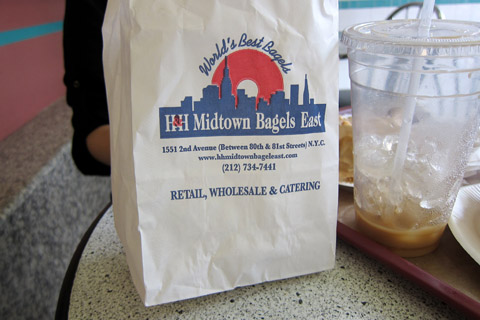 World's Best Bagels
H&H Midtown Bagels East
1551 2nd Avenue (Between 80th & 81st Streets) N.Y.C.
www.hhmidtownbageleast.com
(212) 734-7441
RETAIL, WHOLESALE & CATERING